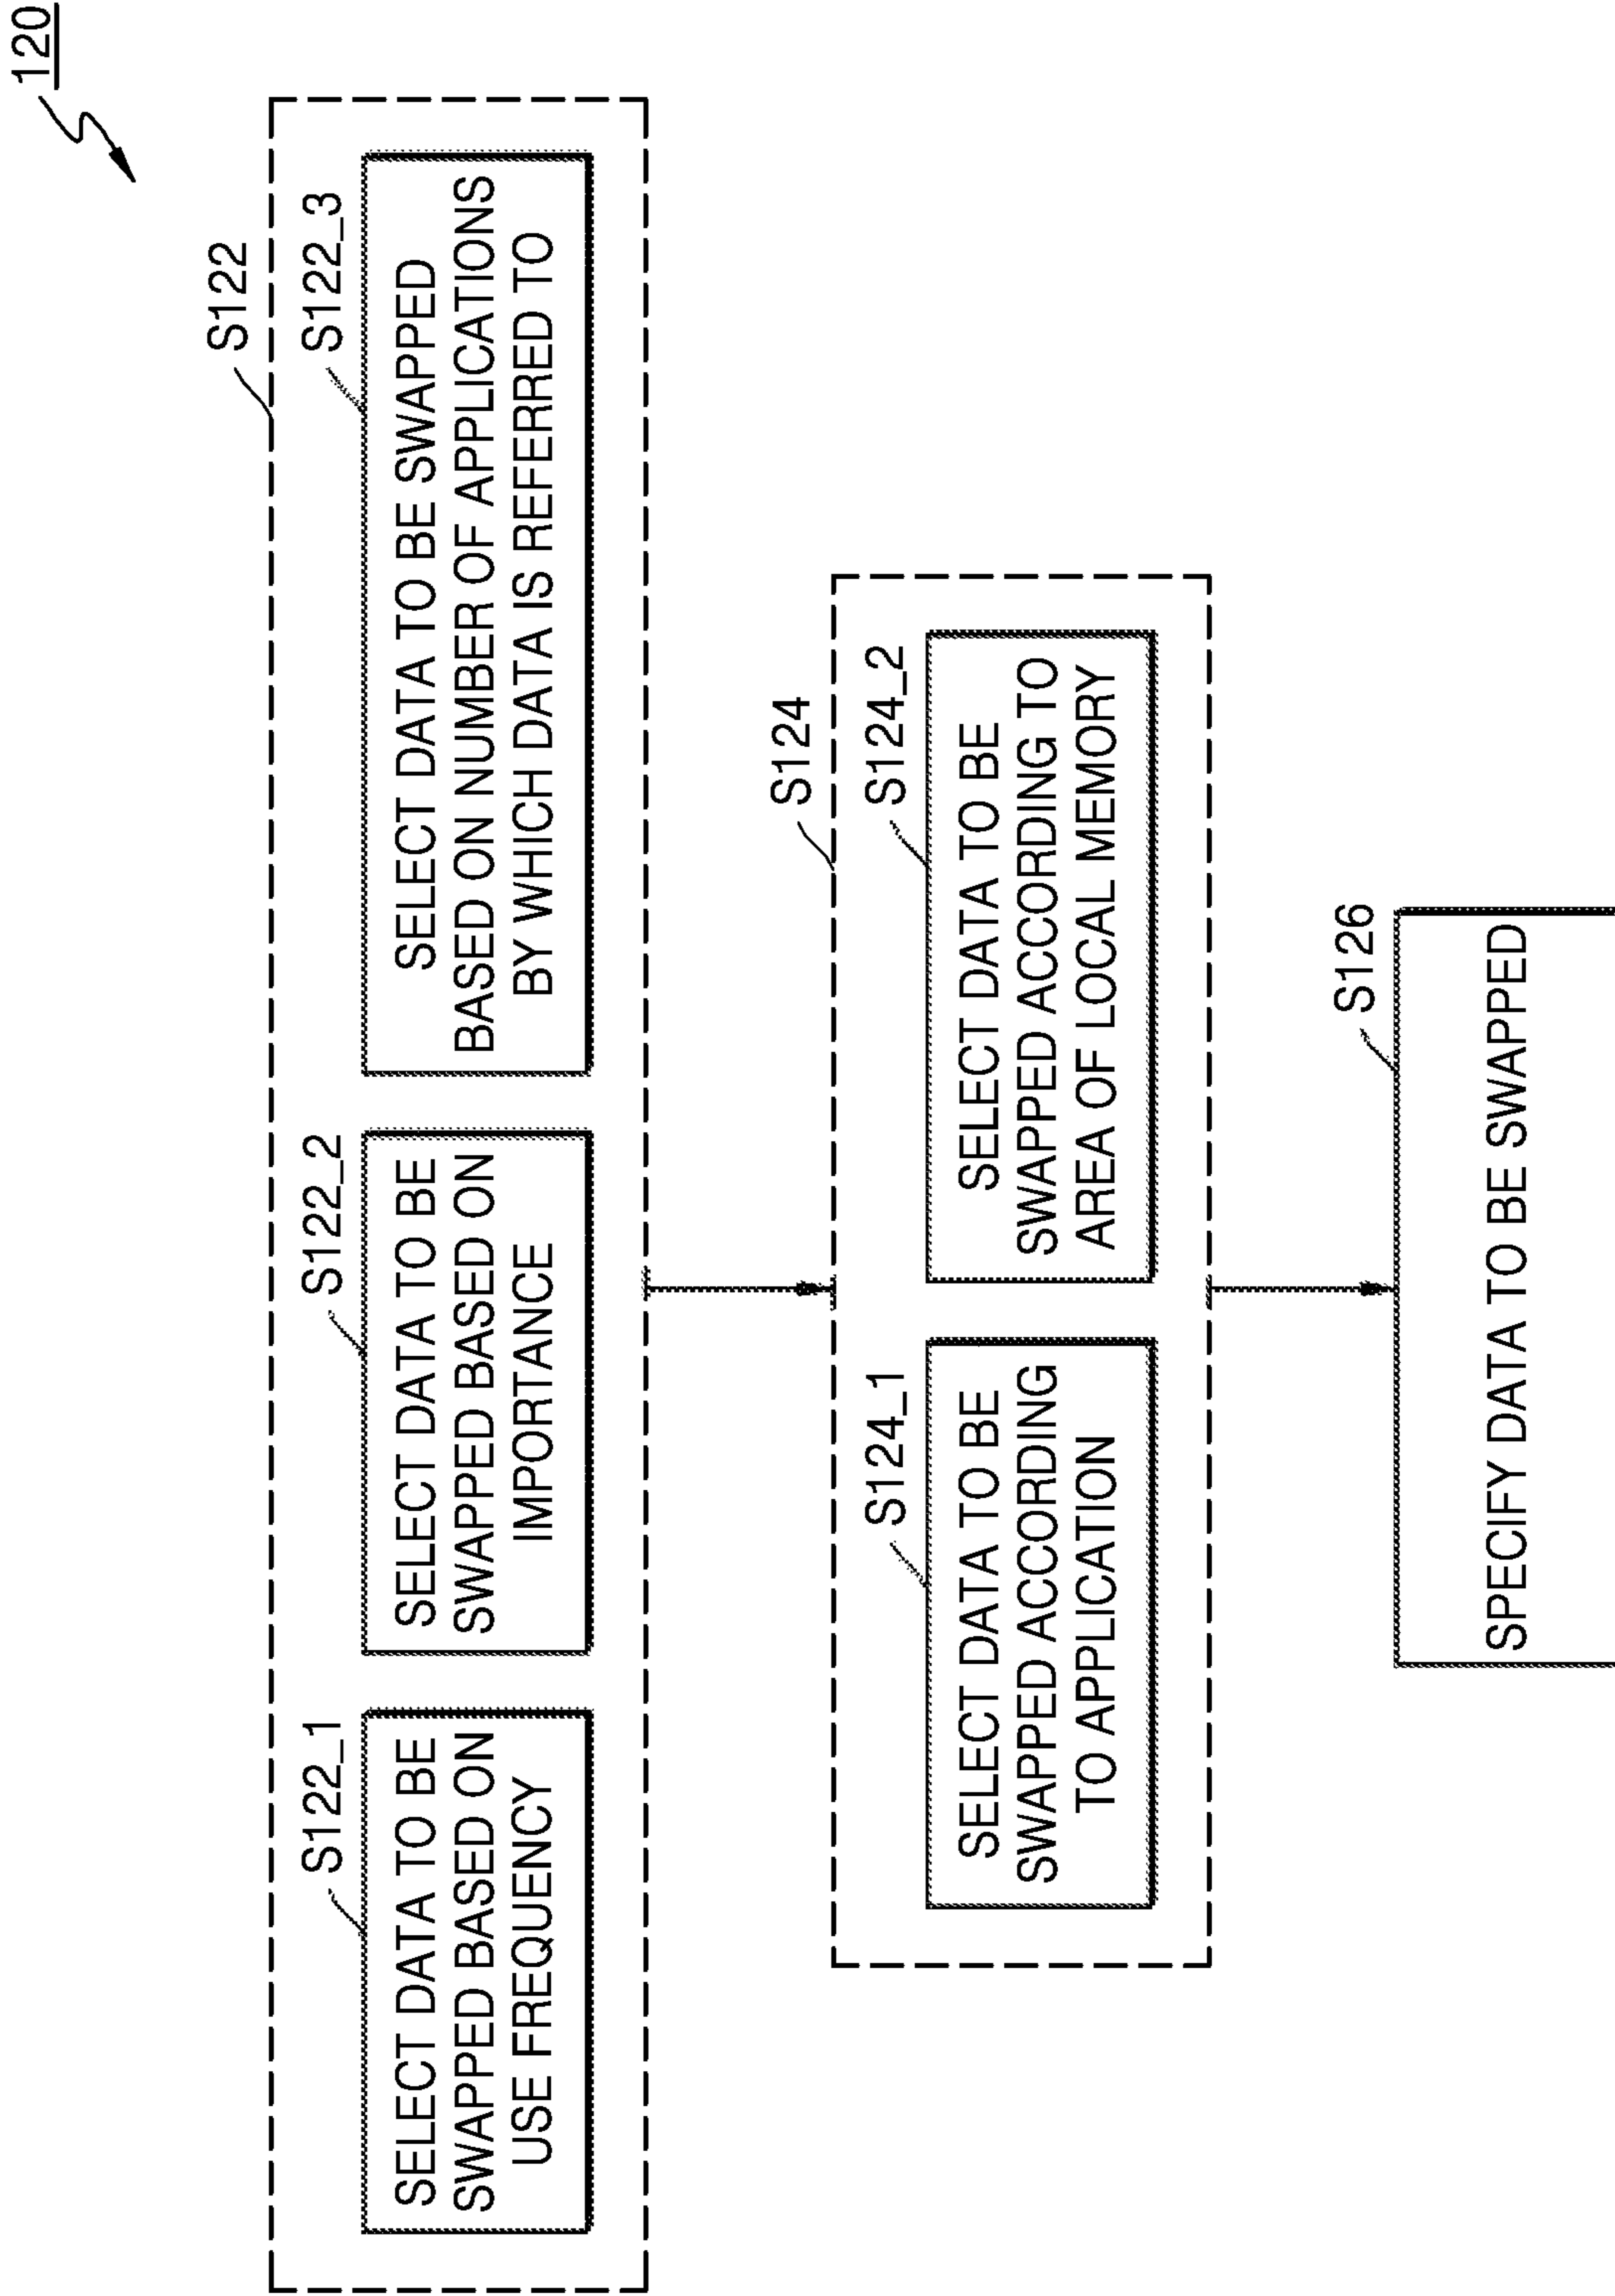 120
S122
S122_1
SELECT DATA TO BE
SWAPPED BASED ON
USE FREQUENCY
S122_2
SELECT DATA TO BE
SWAPPED BASED ON
IMPORTANCE
S122_3
SELECT DATA TO BE SWAPPED
BASED ON NUMBER OF APPLICATIONS
BY WHICH DATA IS REFERRED TO
S124
S124_1
SELECT DATA TO BE
SWAPPED ACCORDING
TO APPLICATION
S124_2
SELECT DATA TO BE
SWAPPED ACCORDING TO
AREA OF LOCAL MEMORY
S126
SPECIFY DATA TO BE SWAPPED